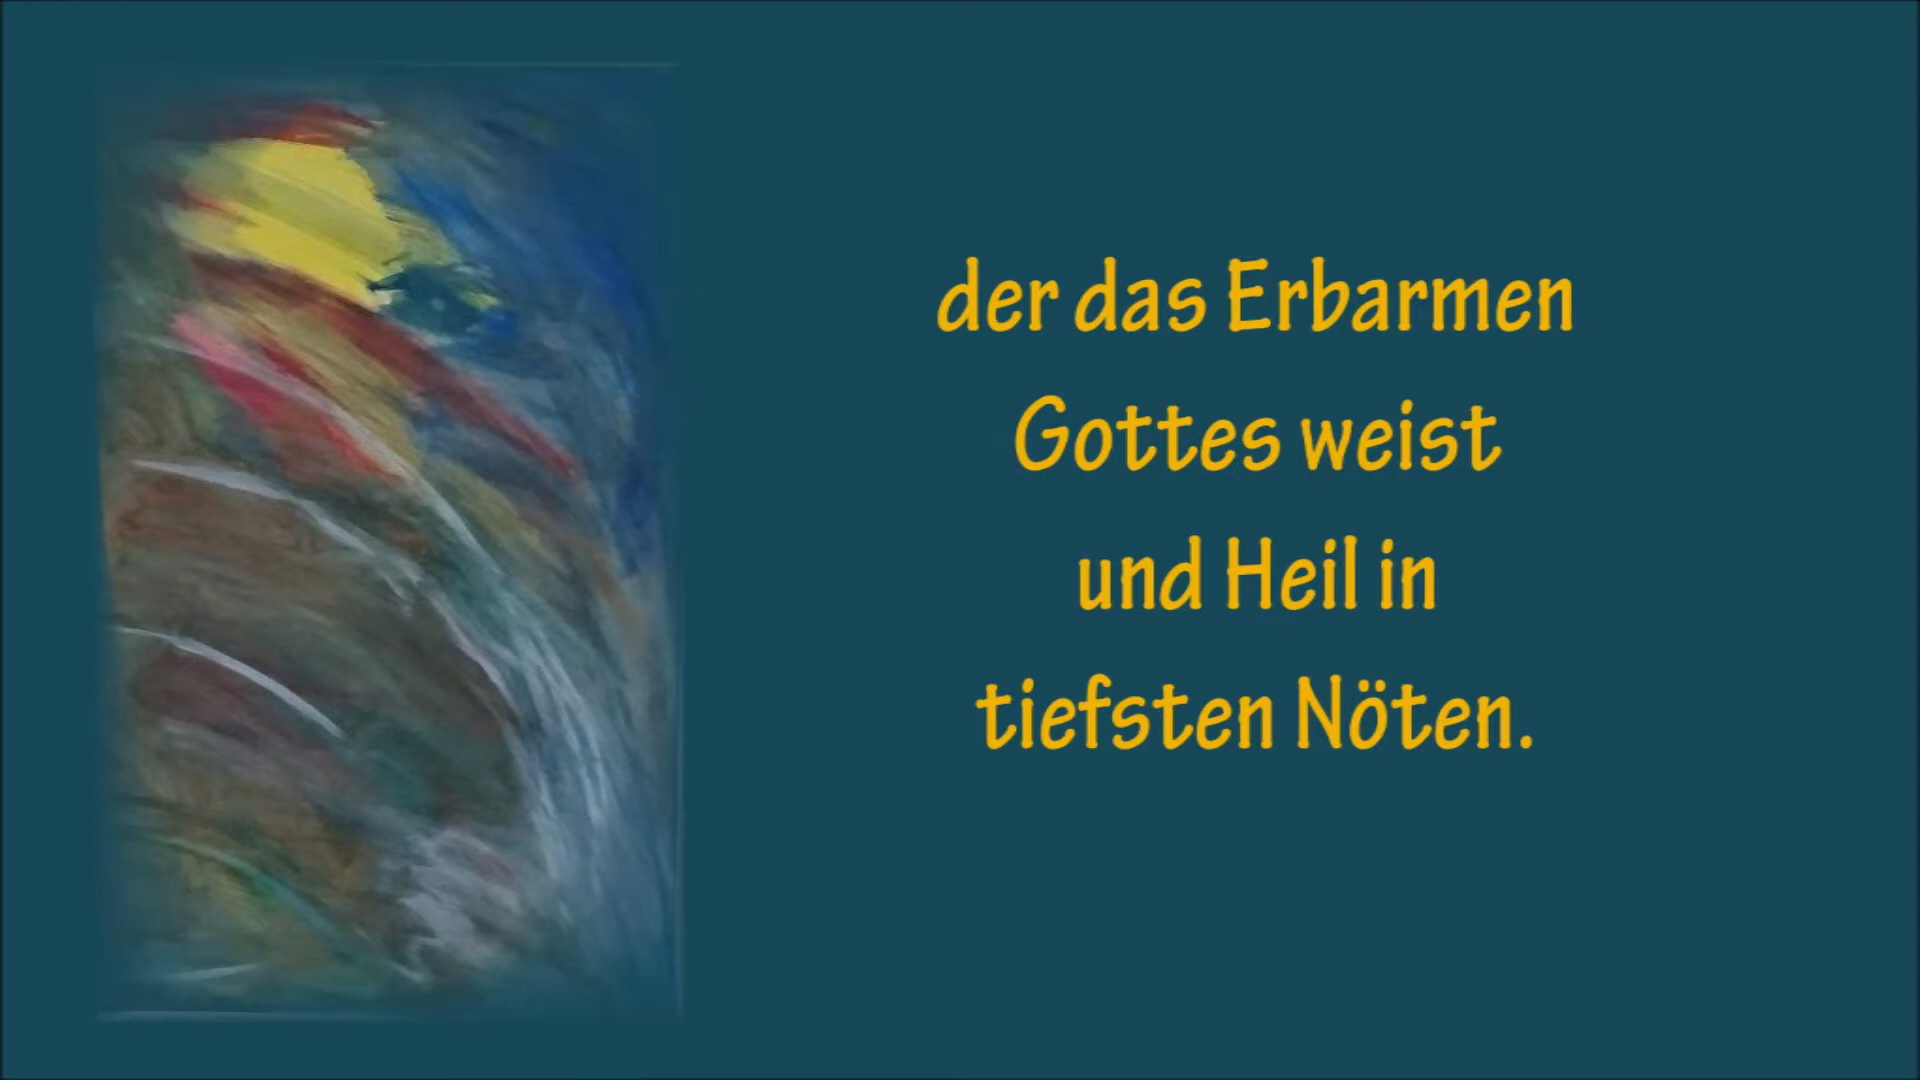 der das Erbarmen
Gottes weist
und Heil in
tiefsten Nöten.